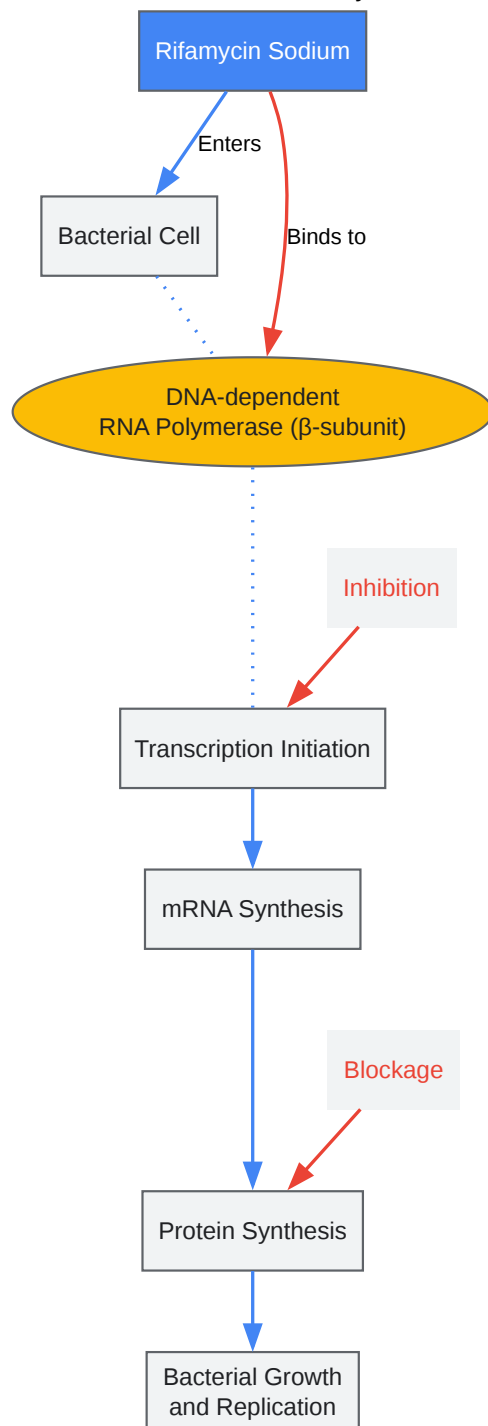 Rifamycin Sodium
Enters
Bacterial Cell
Binds to
DNA-dependent
RNA Polymerase (β-subunit)
Inhibition
Transcription Initiation
mRNA Synthesis
Blockage
Protein Synthesis
Bacterial Growth
and Replication